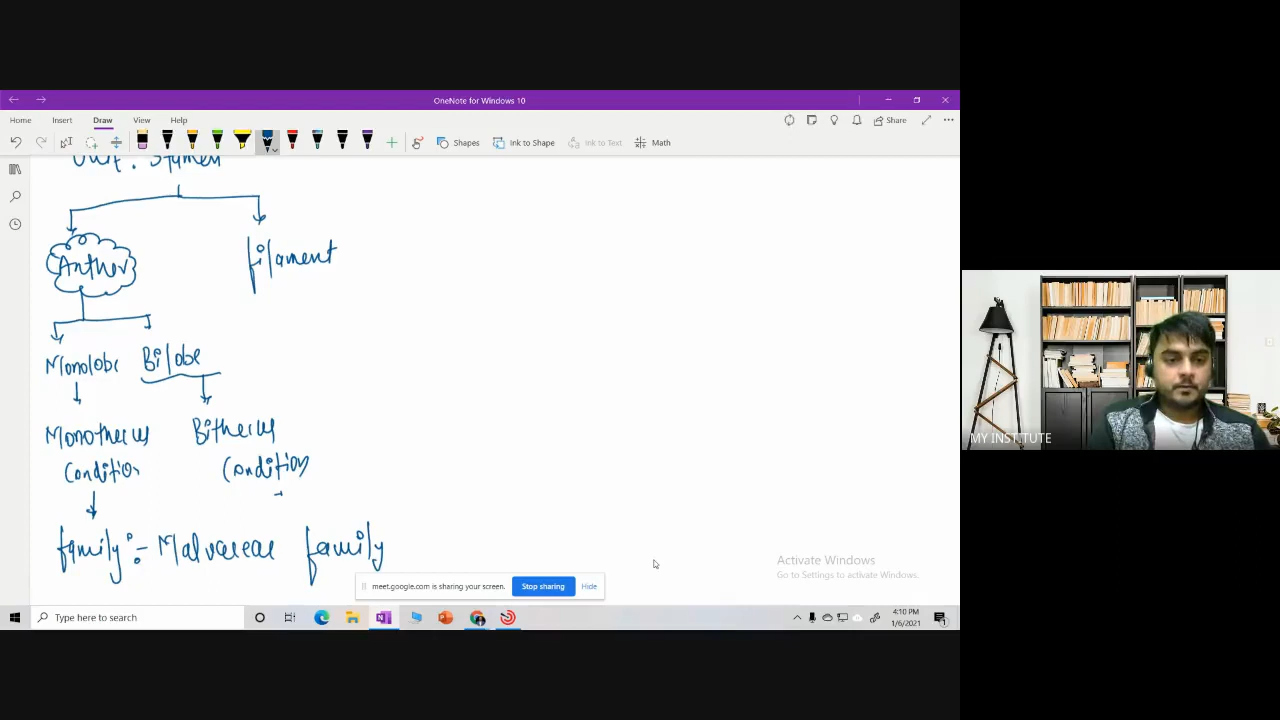 OneNote for Windows 10
Home Insert Draw View Help
Share
Shapes Ink to Shape Ink to Text Math
Unit : Stamen
Anther filament
Monolobe Bilobe
Monothecus Bithecus
Condition Condition
family :- Malvaceae family
MY INSTITUTE
Activate Windows
Go to Settings to activate Windows.
meet.google.com is sharing your screen. Stop sharing Hide
Type here to search
4:10 PM
1/6/2021